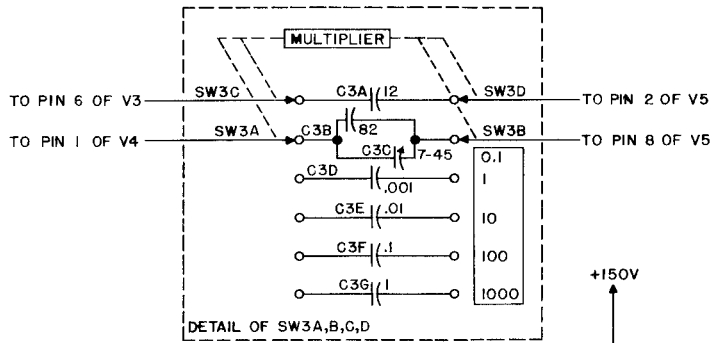 MULTIPLIER
TO PIN 6 OF V3 SW3C C3A 12 SW3D TO PIN 2 OF V5
TO PIN 1 OF V4 SW3A C3B 82 SW3B TO PIN 8 OF V5
C3C 7-45 0.1
C3D .001 1
C3E .01 10
C3F .1 100
C3G 1 1000
+150V
DETAIL OF SW3A,B,C,D